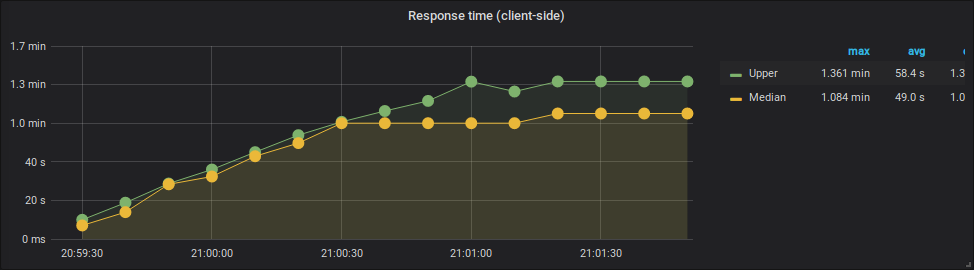 Response time (client-side)
1.7 min
1.3 min
1.0 min
40 s
20 s
0 ms
20:59:30 21:00:00 21:00:30 21:01:00 21:01:30
max avg
Upper 1.361 min 58.4 s 1.3
Median 1.084 min 49.0 s 1.0